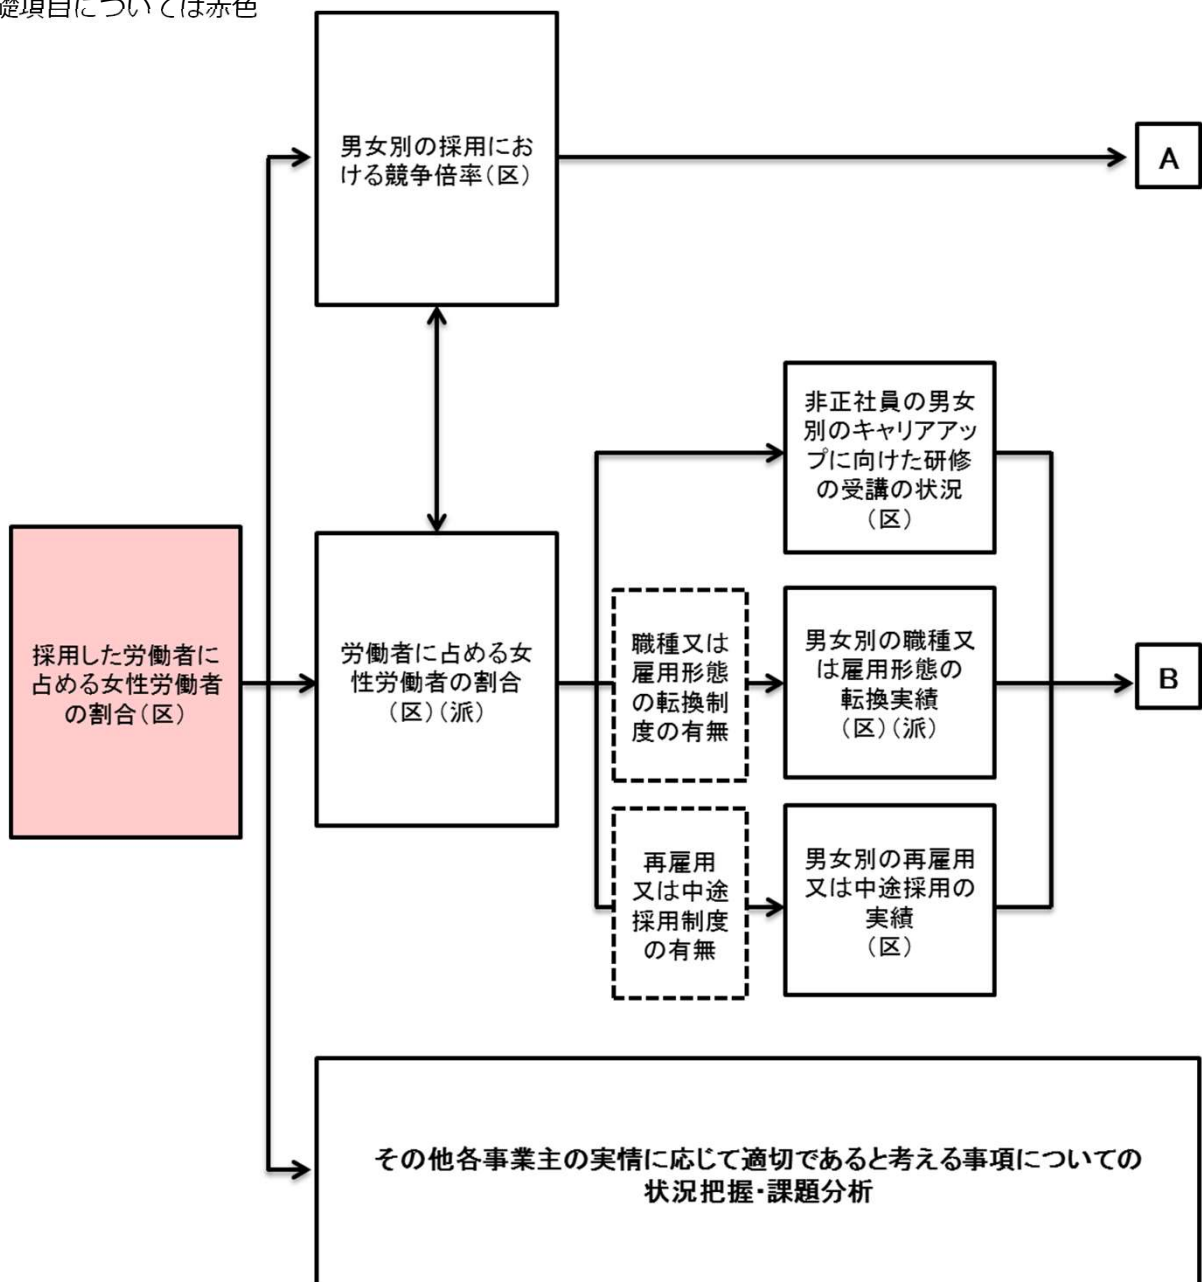 礎項目については赤色
男女別の採用にお
ける競争倍率（区）
A
非正社員の男女
別のキャリアアッ
プに向けた研修
の受講の状況
（区）
採用した労働者に
占める女性労働者
の割合（区）
労働者に占める女
性労働者の割合
（区）（派）
職種又は
雇用形態
の転換制
度の有無
男女別の職種又
は雇用形態の
転換実績
（区）（派）
B
再雇用
又は中途
採用制度
の有無
男女別の再雇用
又は中途採用の
実績
（区）
その他各事業主の実情に応じて適切であると考える事項についての
状況把握・課題分析